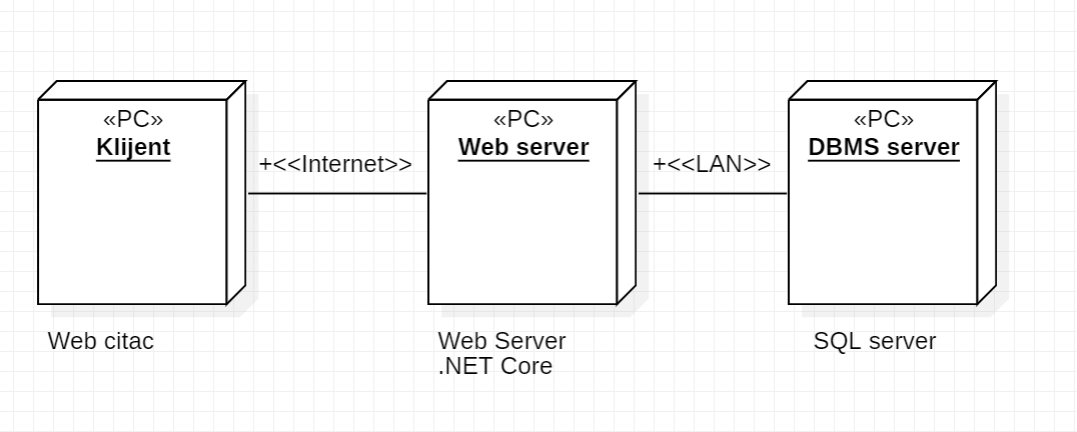 «PC»
Klijent
+<<Internet>>
«PC»
Web server
+<<LAN>>
«PC»
DBMS server
Web citac
Web Server
.NET Core
SQL server